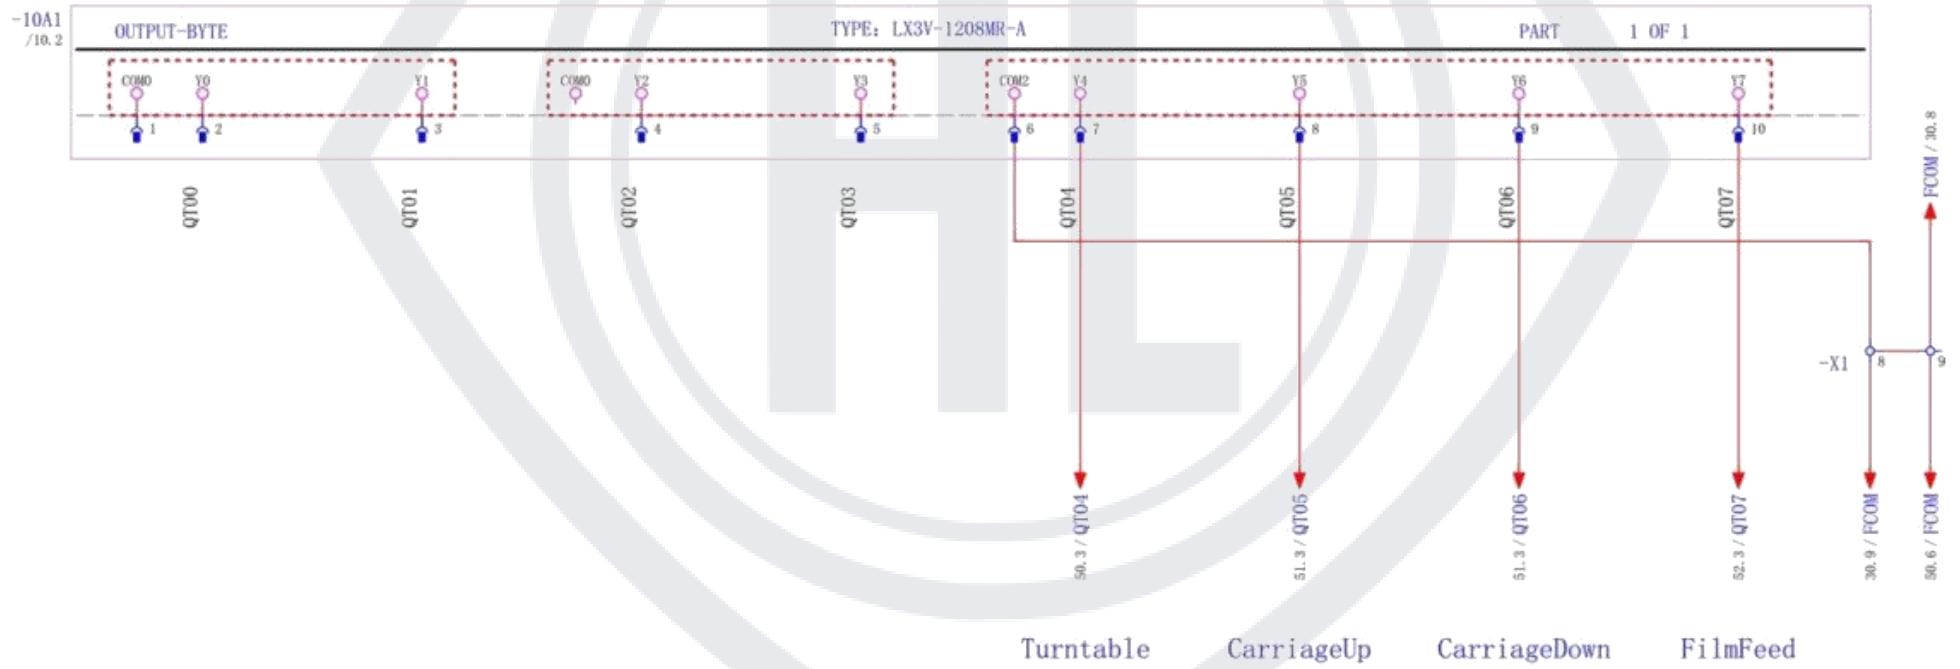 -10A1
/10.2
OUTPUT-BYTE
TYPE: LX3V-1208MR-A
PART 1 OF 1
COM0 Y0 Y1
COM0 Y2 Y3
COM2 Y4 Y5 Y6 Y7
1 2 3 4 5 6 7 8 9 10
QT00
QT01
QT02
QT03
QT04
QT05
QT06
QT07
FCOM / 30.8
-X1 8 9
50.3 / QT04
51.3 / QT05
51.3 / QT06
52.3 / QT07
30.9 / FCOM
50.6 / FCOM
Turntable CarriageUp CarriageDown FilmFeed
HL